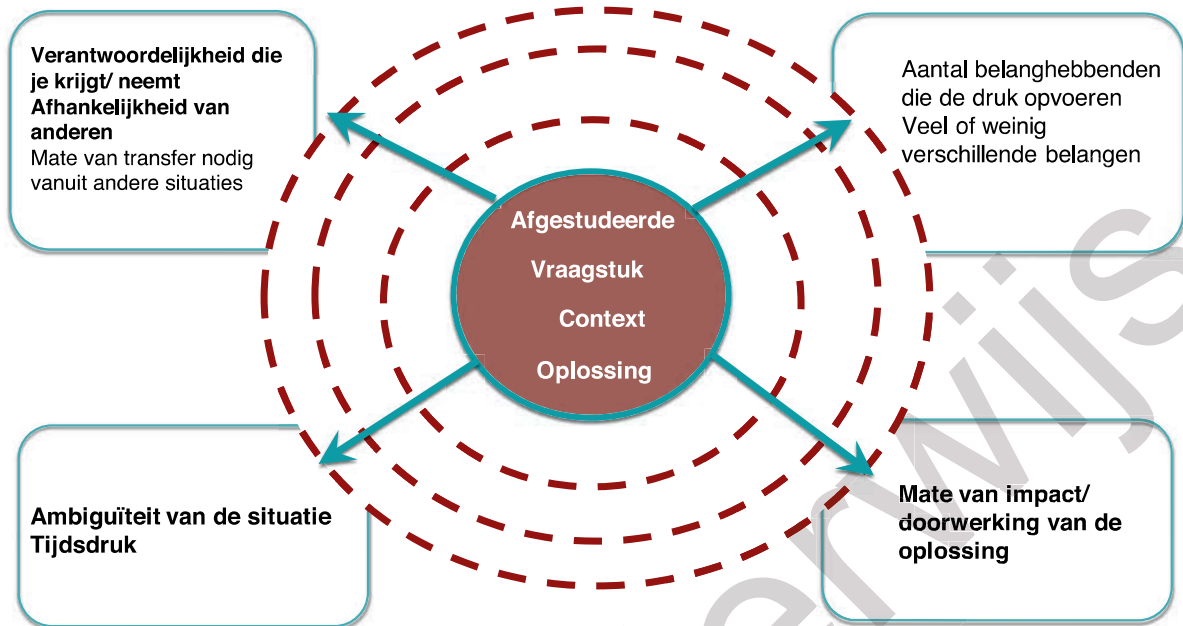 Verantwoordelijkheid die
je krijgt/ neemt
Afhankelijkheid van
anderen
Mate van transfer nodig
vanuit andere situaties
Aantal belanghebbenden
die de druk opvoeren
Veel of weinig
verschillende belangen
Afgestudeerde
Vraagstuk
Context
Oplossing
Ambiguïteit van de situatie
Tijdsdruk
Mate van impact/
doorwerking van de
oplossing
erwijs